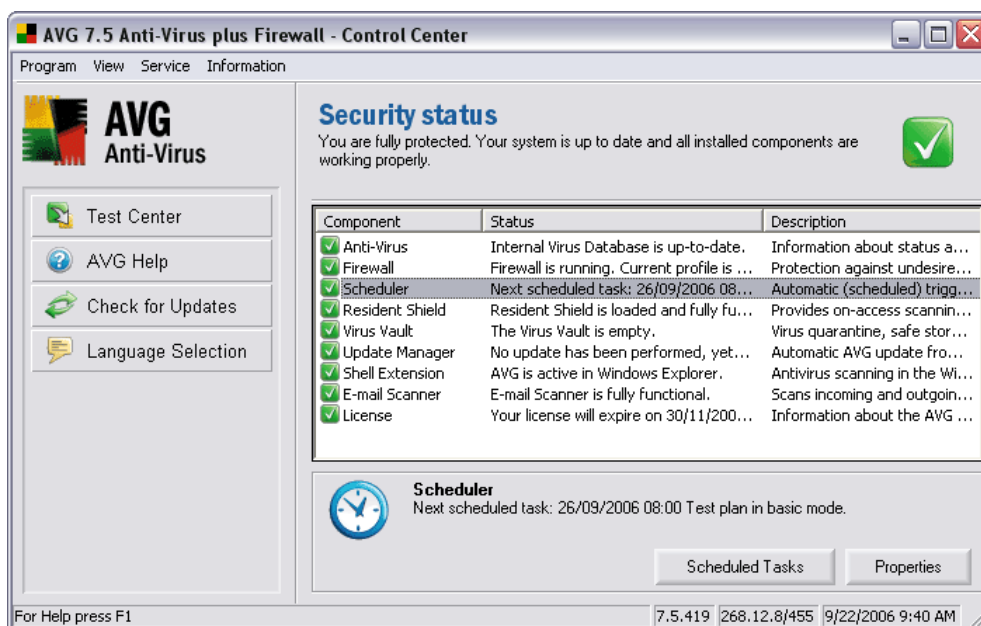 AVG 7.5 Anti-Virus plus Firewall - Control Center
Program View Service Information
AVG
Anti-Virus
Test Center
AVG Help
Check for Updates
Language Selection
Security status
You are fully protected. Your system is up to date and all installed components are
working properly.
Component Status Description
Anti-Virus Internal Virus Database is up-to-date. Information about status a...
Firewall Firewall is running. Current profile is ... Protection against undesire...
Scheduler Next scheduled task: 26/09/2006 08... Automatic (scheduled) trigg...
Resident Shield Resident Shield is loaded and fully fu... Provides on-access scannin...
Virus Vault The Virus Vault is empty. Virus quarantine, safe stor...
Update Manager No update has been performed, yet... Automatic AVG update fro...
Shell Extension AVG is active in Windows Explorer. Antivirus scanning in the Wi...
E-mail Scanner E-mail Scanner is fully functional. Scans incoming and outgoin...
License Your license will expire on 30/11/200... Information about the AVG ...
Scheduler
Next scheduled task: 26/09/2006 08:00 Test plan in basic mode.
Scheduled Tasks Properties
For Help press F1 7.5.419 268.12.8/455 9/22/2006 9:40 AM